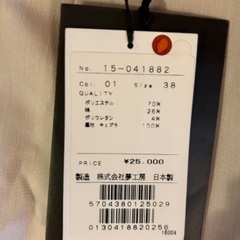 No. 15-041882
Col. 01 Size 38
QUALITY
ポリエステル 70%
綿 26%
ポリウレタン 4%
裏地 キュプラ 100%
PRICE ¥25,000
製造 株式会社夢工房 日本製
5704380125029
0130418820256
18004